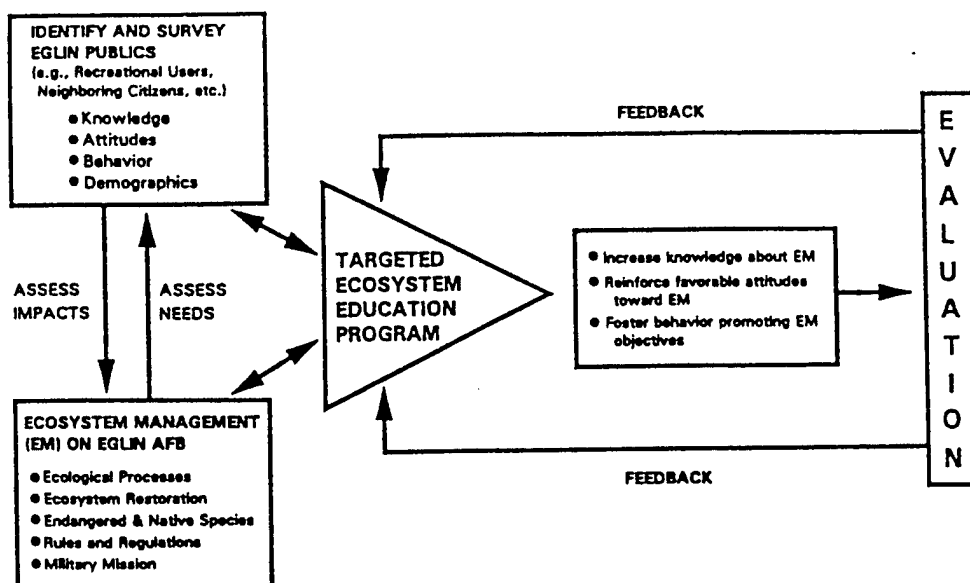 IDENTIFY AND SURVEY
EGLIN PUBLICS
(e.g., Recreational Users,
Neighboring Citizens, etc.)
● Knowledge
● Attitudes
● Behavior
● Demographics
ASSESS
IMPACTS
ASSESS
NEEDS
ECOSYSTEM MANAGEMENT
(EM) ON EGLIN AFB
● Ecological Processes
● Ecosystem Restoration
● Endangered & Native Species
● Rules and Regulations
● Military Mission
TARGETED
ECOSYSTEM
EDUCATION
PROGRAM
FEEDBACK
● Increase knowledge about EM
● Reinforce favorable attitudes
toward EM
● Foster behavior promoting EM
objectives
FEEDBACK
E
V
A
L
U
A
T
I
O
N